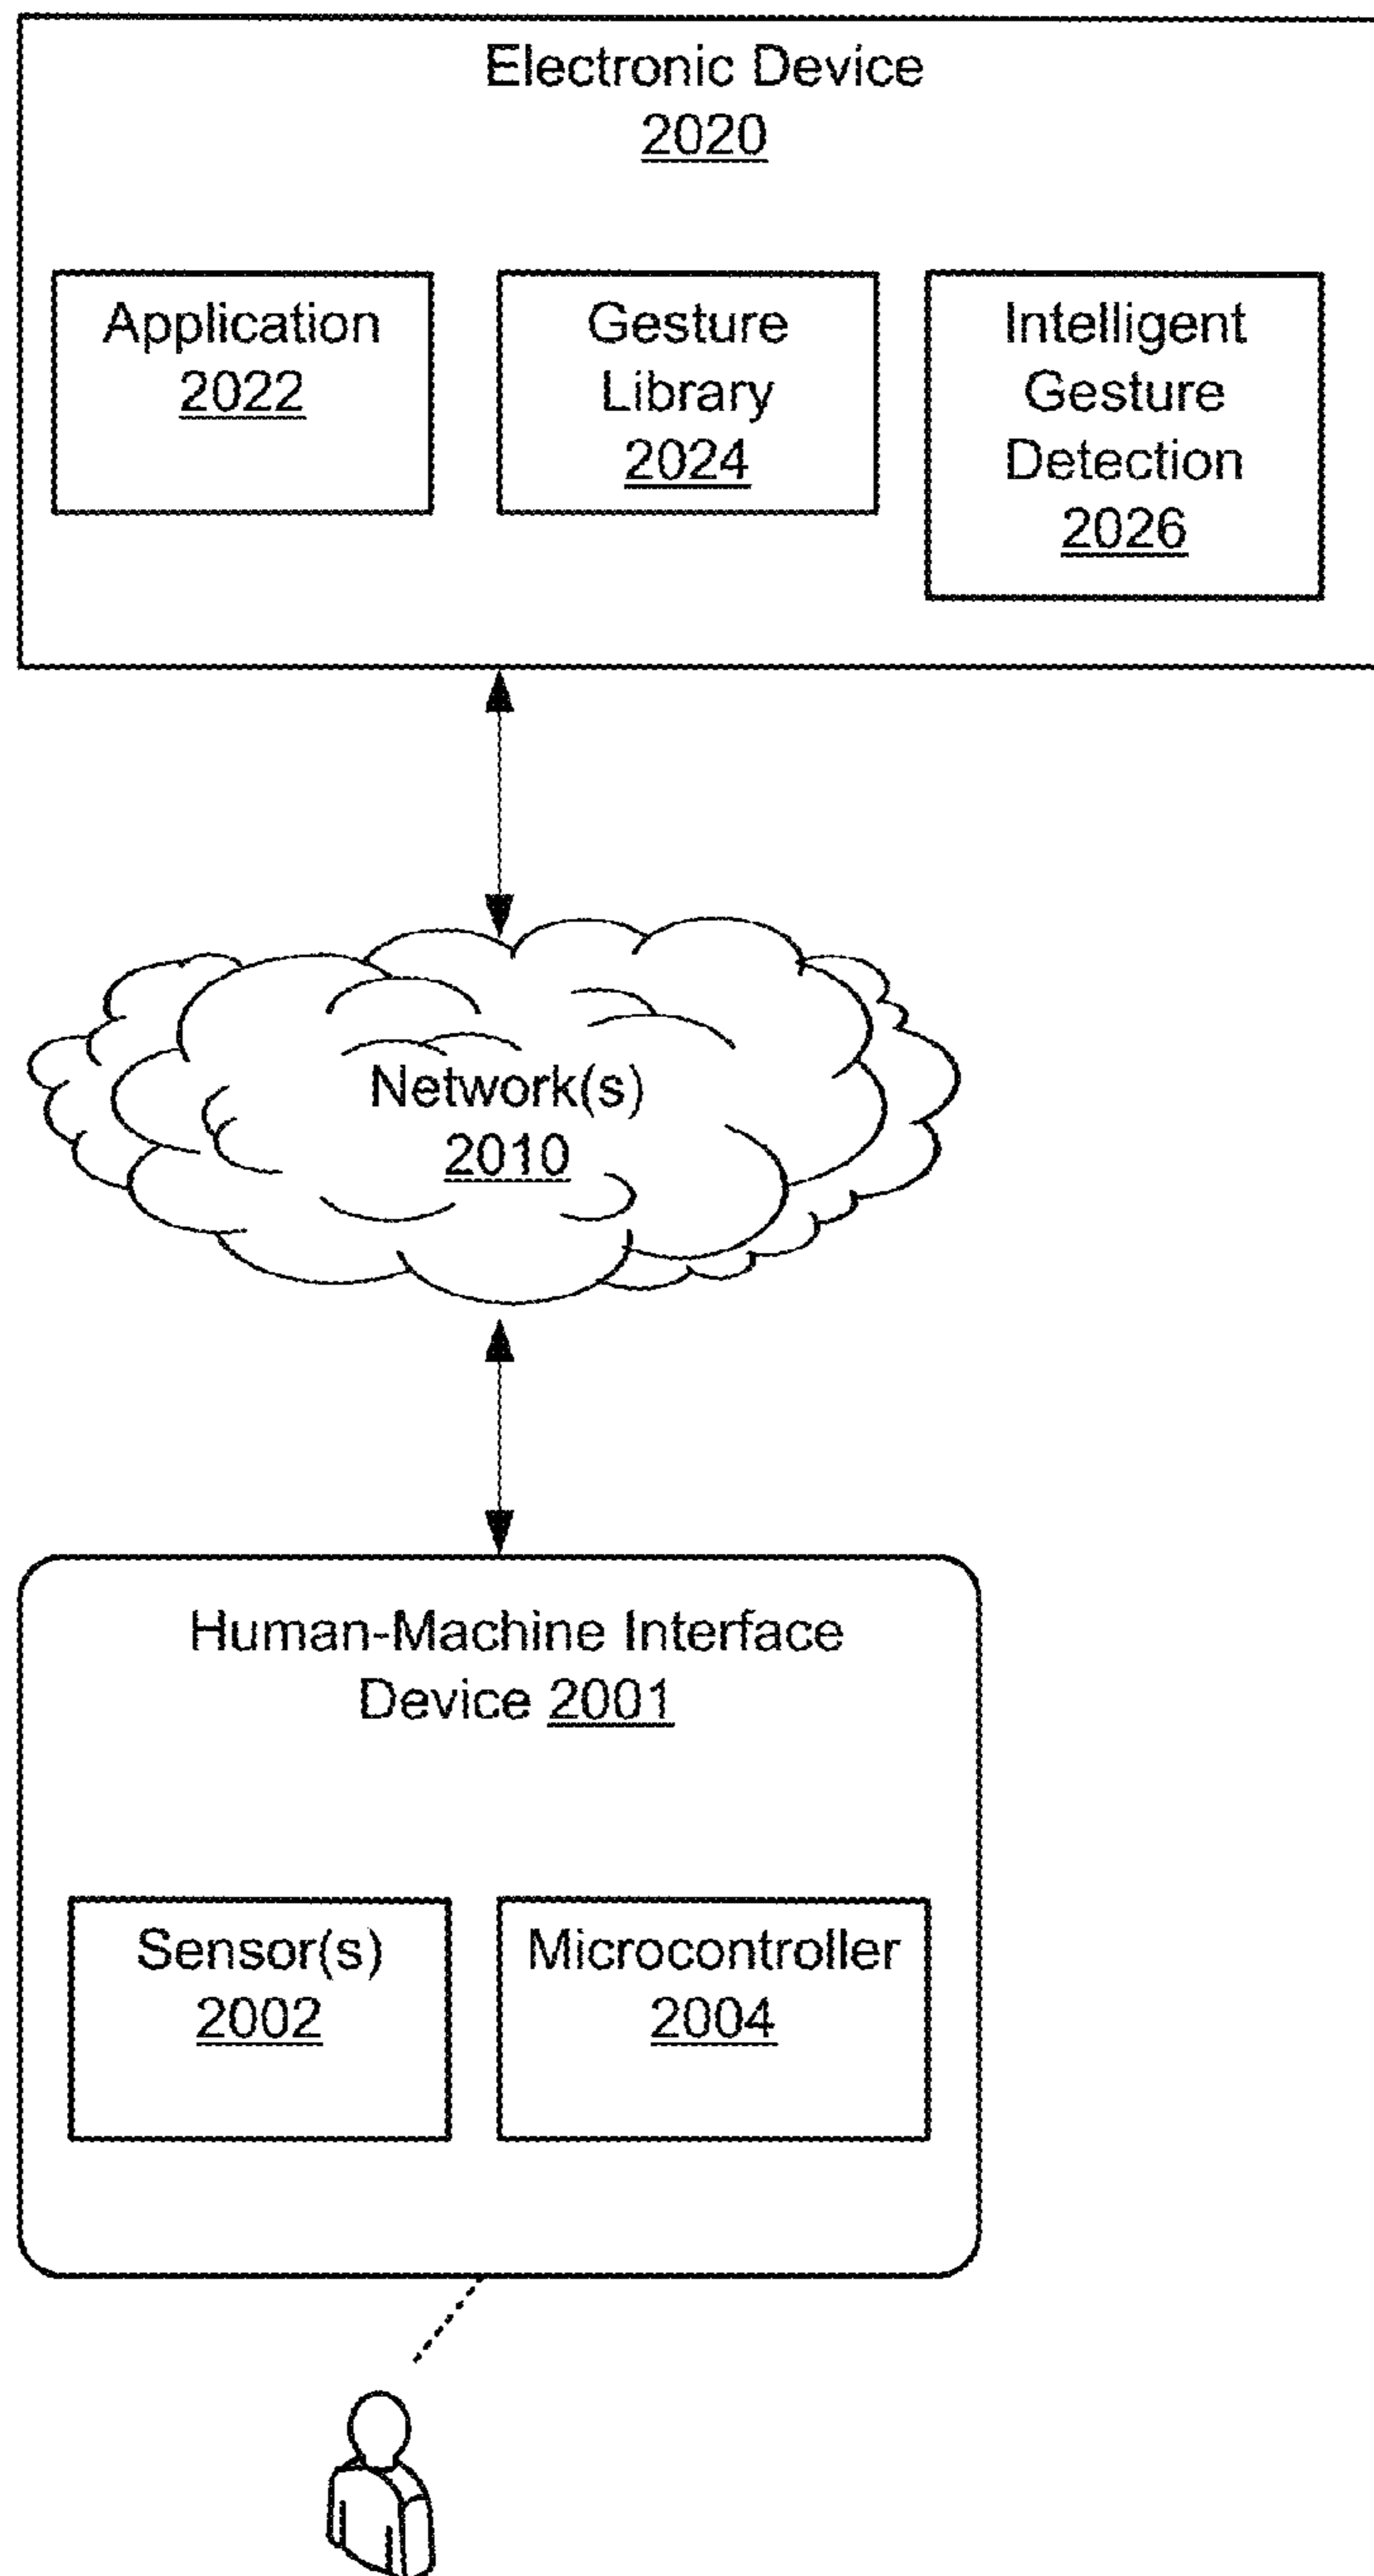 Electronic Device
2020
Application
2022
Gesture
Library
2024
Intelligent
Gesture
Detection
2026
Network(s)
2010
Human-Machine Interface
Device 2001
Sensor(s)
2002
Microcontroller
2004